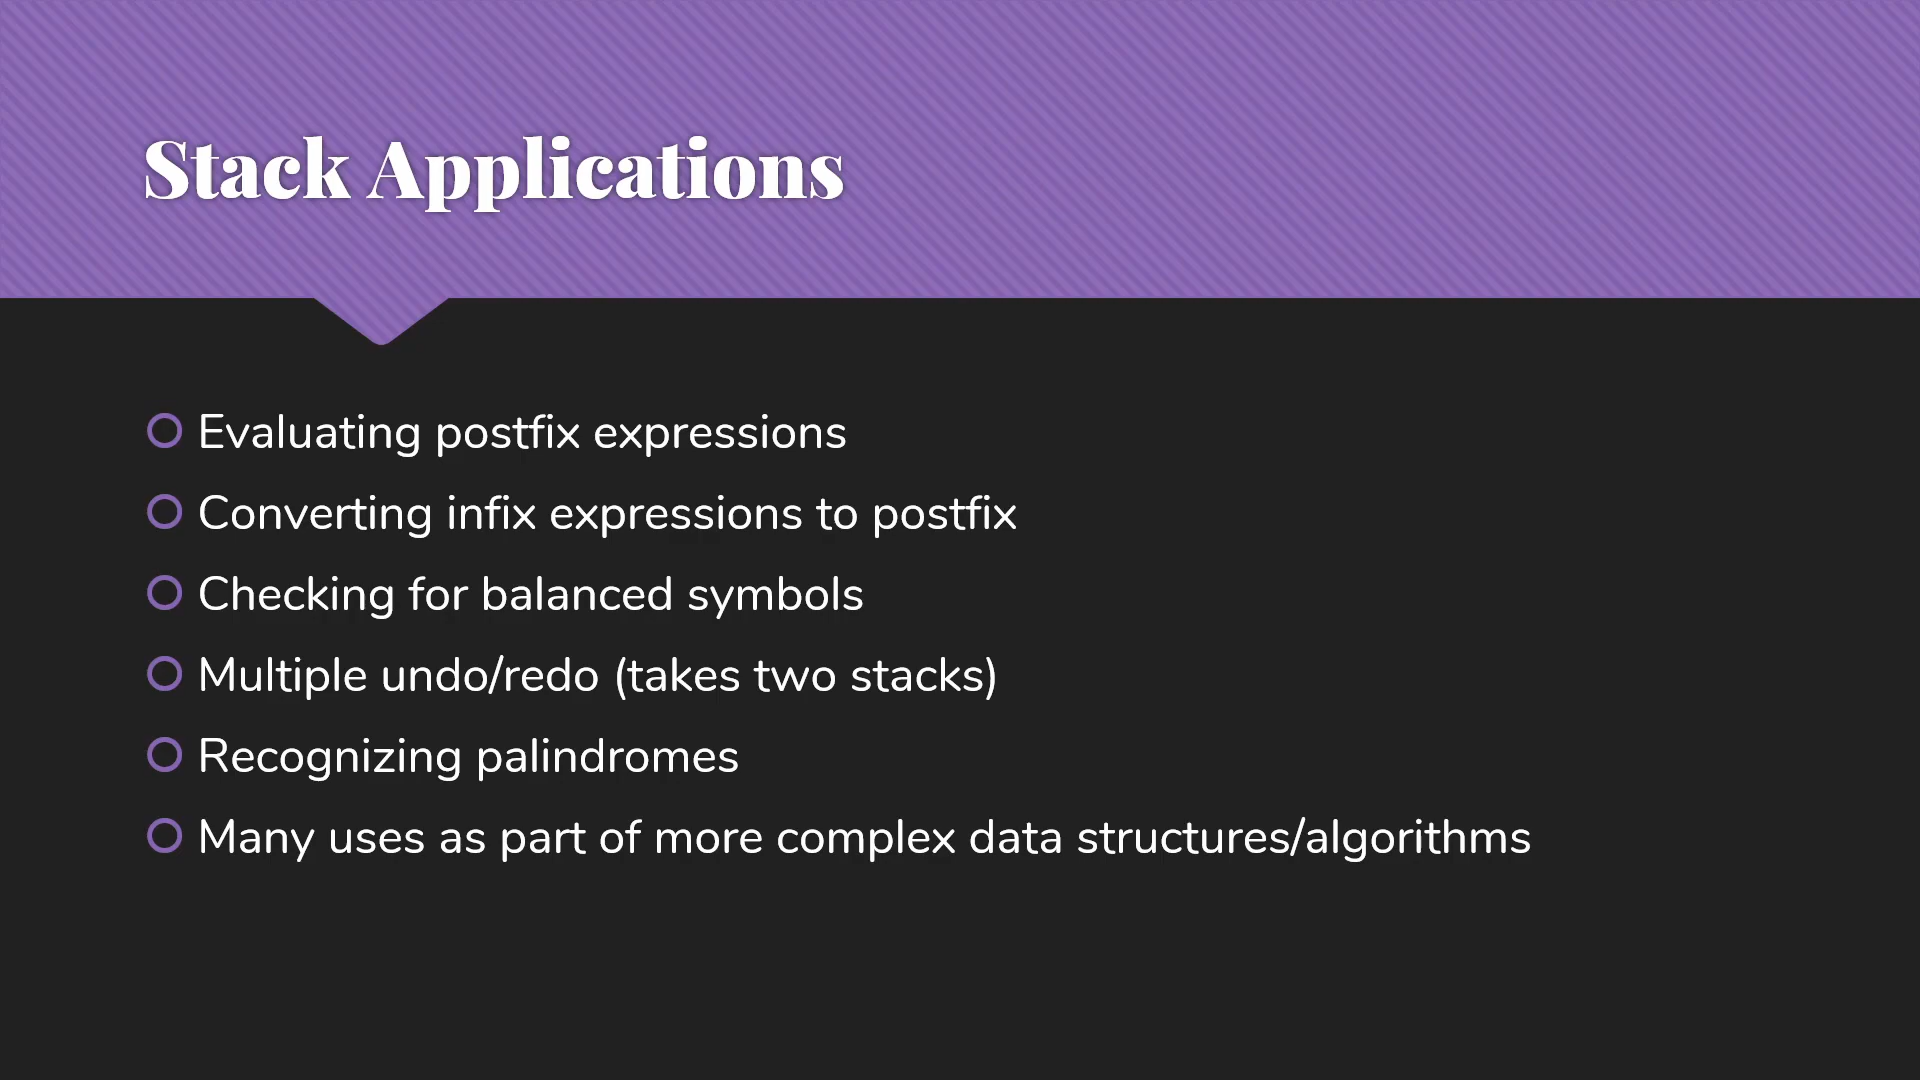 Stack Applications
Evaluating postfix expressions
Converting infix expressions to postfix
Checking for balanced symbols
Multiple undo/redo (takes two stacks)
Recognizing palindromes
Many uses as part of more complex data structures/algorithms